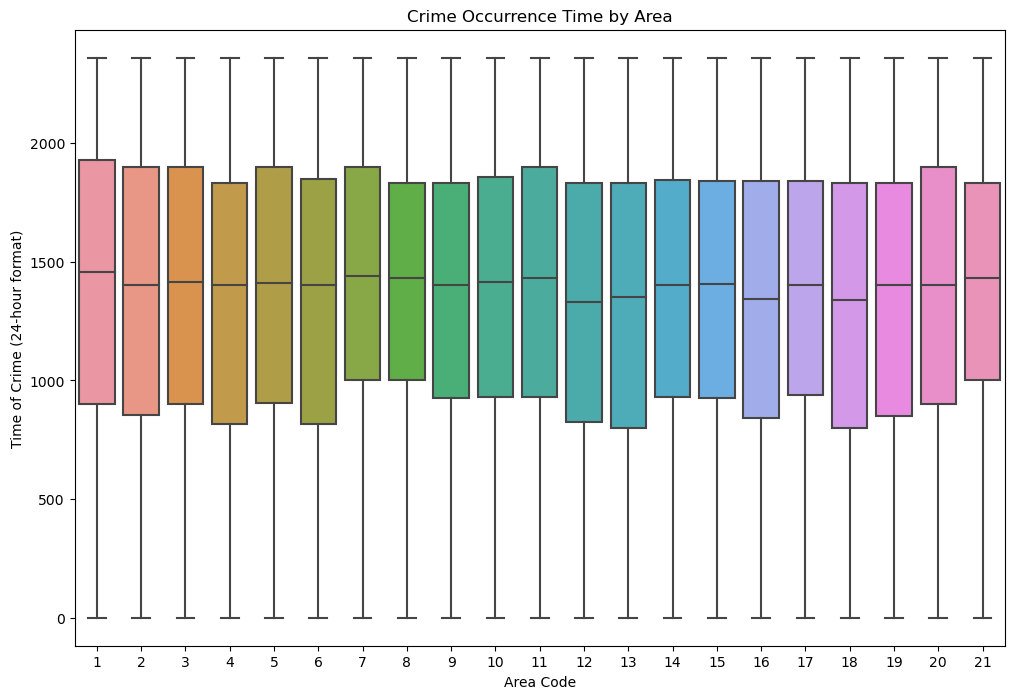 Crime Occurrence Time by Area
Time of Crime (24-hour format)
2000
1500
1000
500
0
1 2 3 4 5 6 7 8 9 10 11 12 13 14 15 16 17 18 19 20 21
Area Code